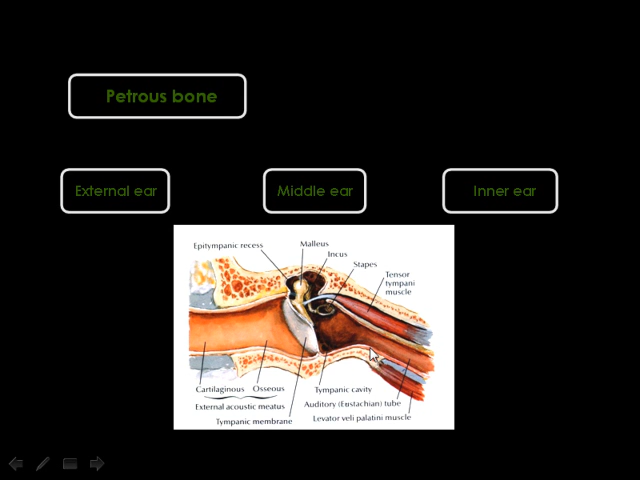 Petrous bone
External ear
Middle ear
Inner ear
Epitympanic recess
Malleus
Incus
Stapes
Tensor
tympani
muscle
Cartilaginous
Osseous
Tympanic cavity
External acoustic meatus
Auditory (Eustachian) tube
Tympanic membrane
Levator veli palatini muscle